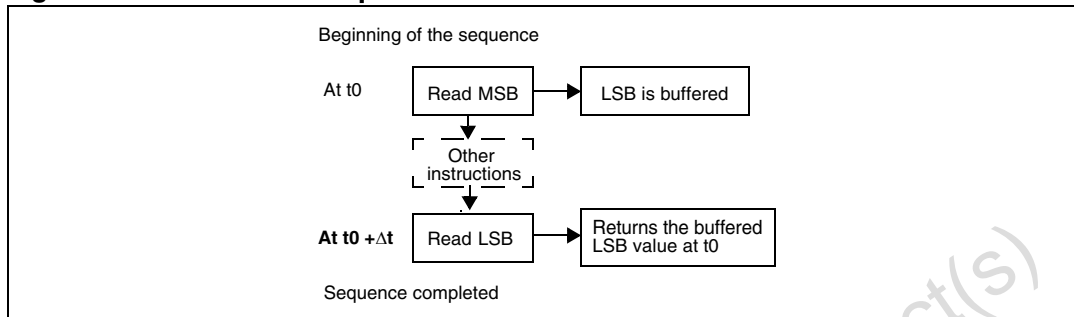 Beginning of the sequence
At t0
Read MSB
LSB is buffered
Other
instructions
At t0 +Δt
Read LSB
Returns the buffered
LSB value at t0
Sequence completed
ct(s)